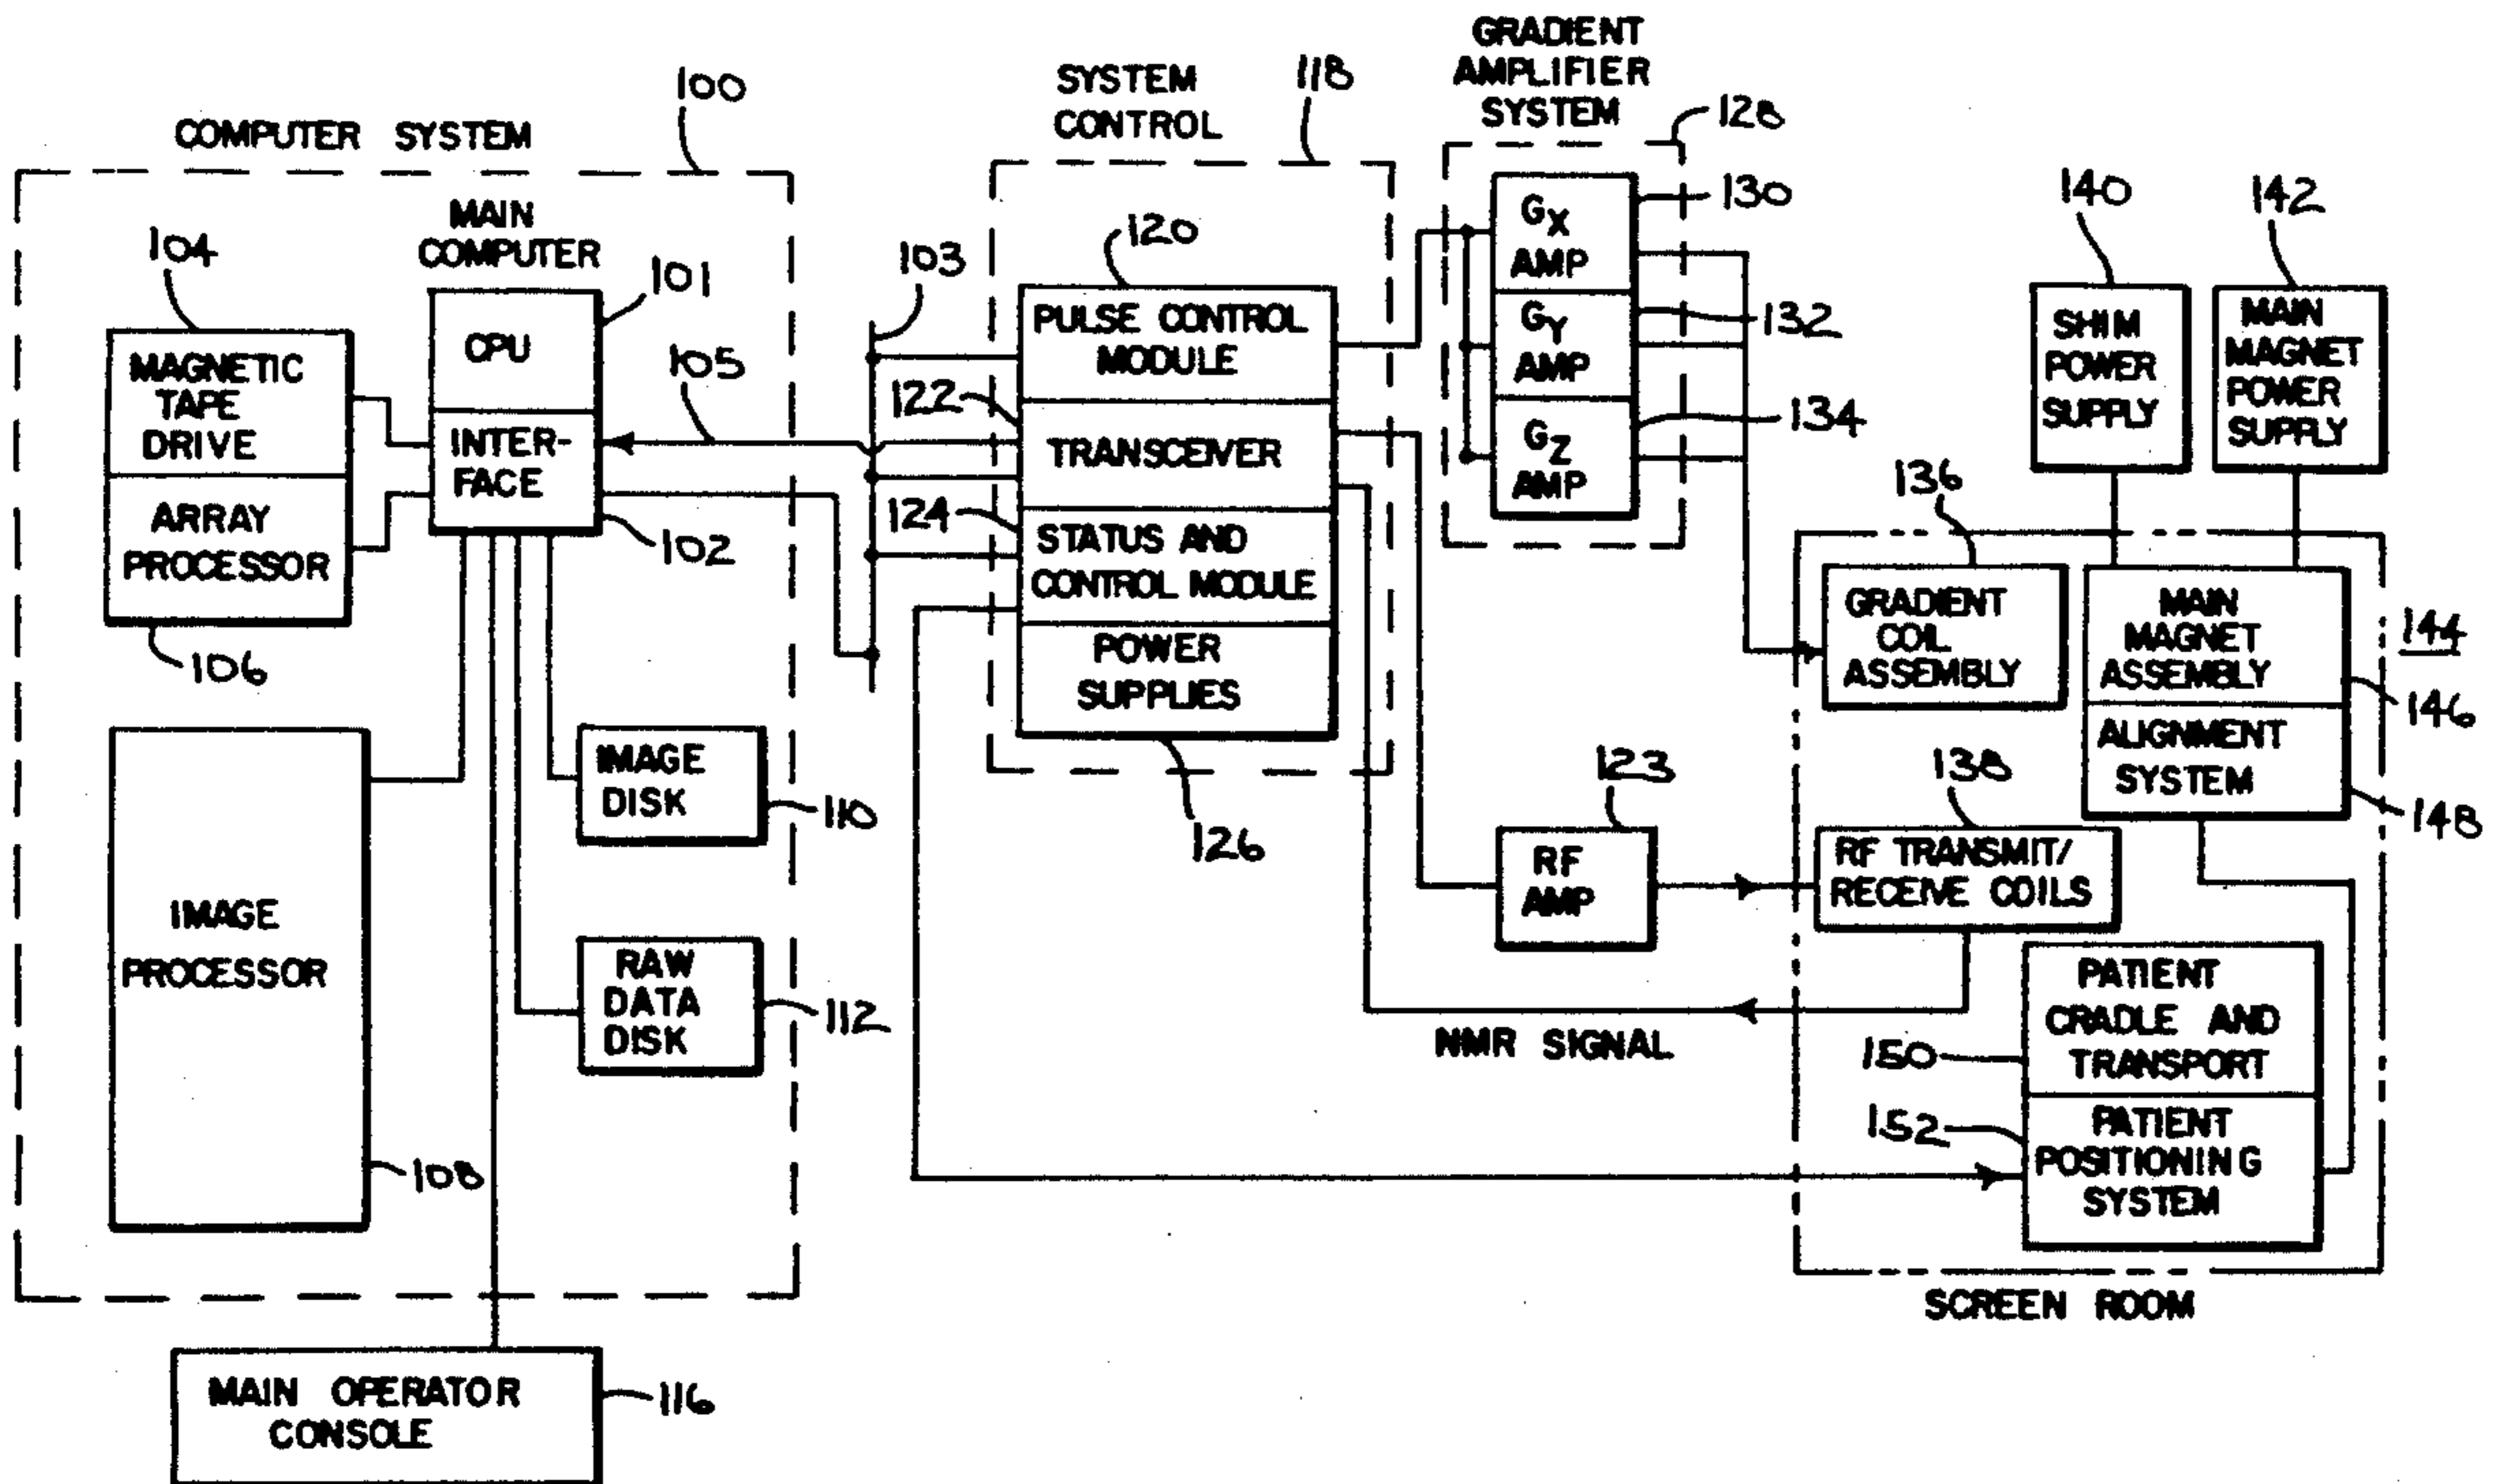 COMPUTER SYSTEM
100
MAIN
COMPUTER
104
101
MAGNETIC
TAPE
DRIVE
CPU
105
INTER-
FACE
ARRAY
PROCESSOR
102
106
IMAGE
DISK
110
IMAGE
PROCESSOR
RAW
DATA
DISK
112
108
MAIN OPERATOR
CONSOLE
116
103
SYSTEM
CONTROL
118
120
PULSE CONTROL
MODULE
122
TRANSCEIVER
124
STATUS AND
CONTROL MODULE
POWER
SUPPLIES
126
GRADIENT
AMPLIFIER
SYSTEM
128
GX
AMP
130
GY
AMP
132
GZ
AMP
134
123
RF
AMP
NMR SIGNAL
140
142
SHIM
POWER
SUPPLY
MAIN
MAGNET
POWER
SUPPLY
136
GRADIENT
COIL
ASSEMBLY
MAIN
MAGNET
ASSEMBLY
144
146
ALIGNMENT
SYSTEM
148
138
RF TRANSMIT/
RECEIVE COILS
PATIENT
CRADLE AND
TRANSPORT
150
152
PATIENT
POSITIONING
SYSTEM
SCREEN ROOM